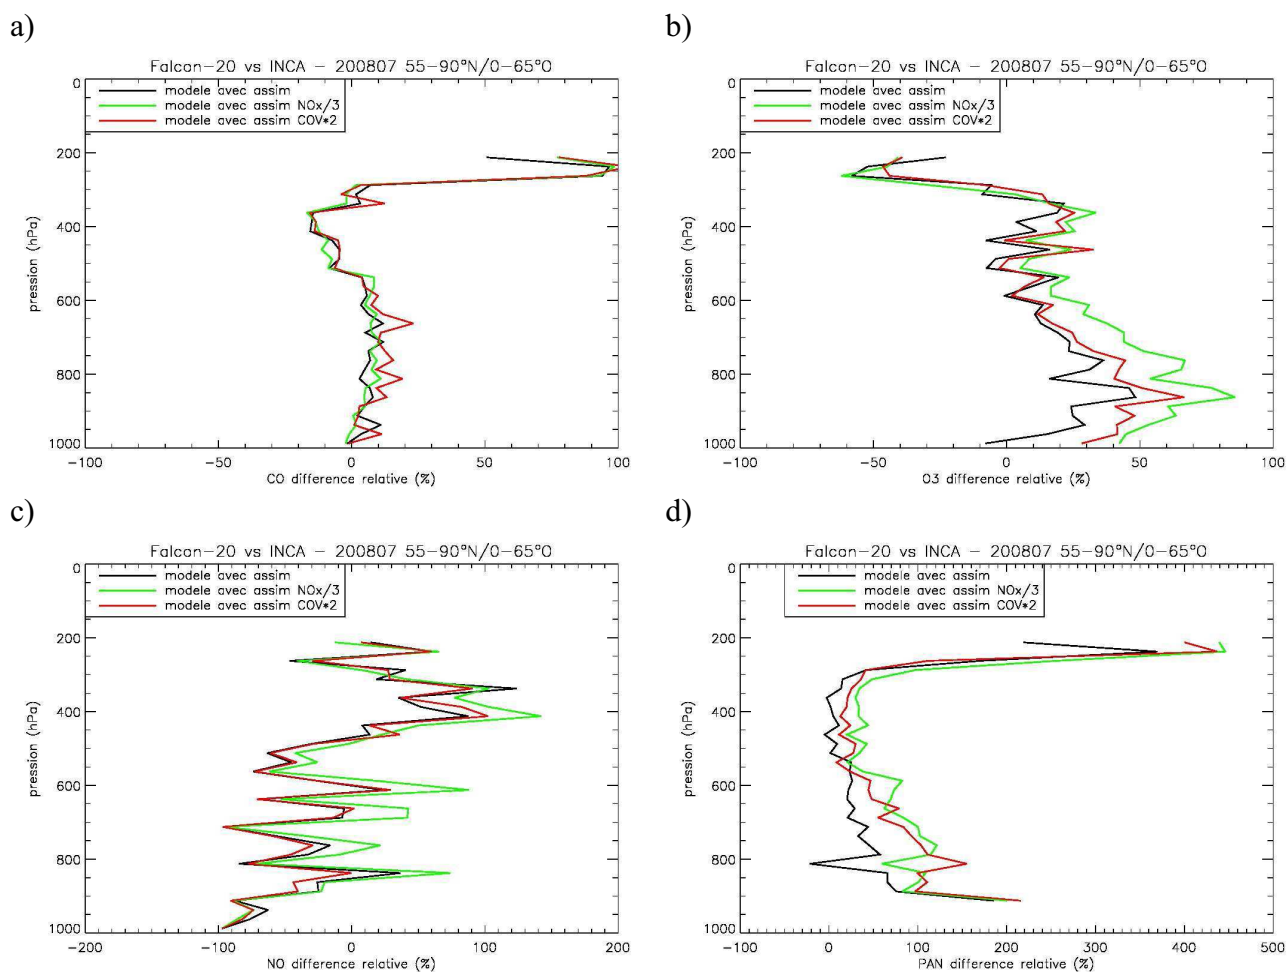 a)
Falcon-20 vs INCA - 200807 55-90°N/0-65°O
modele avec assim
modele avec assim NOx/3
modele avec assim COV*2
0
200
400
600
800
1000
pression (hPa)
-100 -50 0 50 100
CO difference relative (%)
b)
Falcon-20 vs INCA - 200807 55-90°N/0-65°O
modele avec assim
modele avec assim NOx/3
modele avec assim COV*2
0
200
400
600
800
1000
pression (hPa)
-100 -50 0 50 100
O3 difference relative (%)
c)
Falcon-20 vs INCA - 200807 55-90°N/0-65°O
modele avec assim
modele avec assim NOx/3
modele avec assim COV*2
0
200
400
600
800
1000
pression (hPa)
-200 -100 0 100 200
NO difference relative (%)
d)
Falcon-20 vs INCA - 200807 55-90°N/0-65°O
modele avec assim
modele avec assim NOx/3
modele avec assim COV*2
0
200
400
600
800
1000
pression (hPa)
-100 0 100 200 300 400 500
PAN difference relative (%)